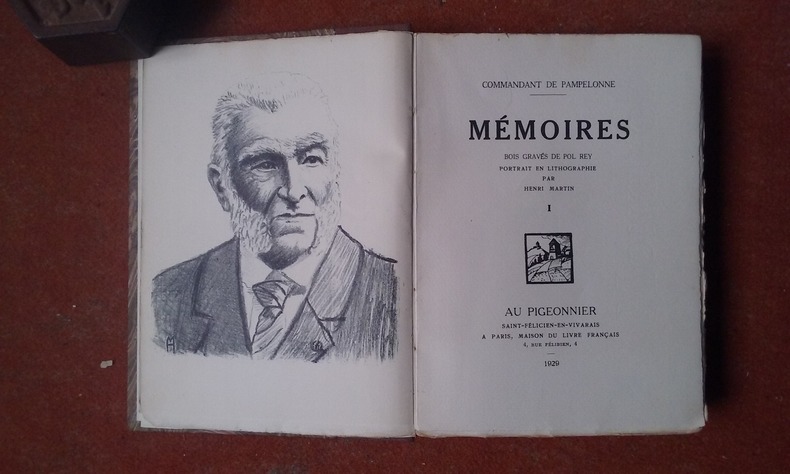 COMMANDANT DE PAMPELONNE
MÉMOIRES
BOIS GRAVÉS DE POL REY
PORTRAIT EN LITHOGRAPHIE
PAR
HENRI MARTIN
I
AU PIGEONNIER
SAINT-FÉLICIEN-EN-VIVARAIS
A PARIS, MAISON DU LIVRE FRANÇAIS
4, RUE FÉLIBIEN, 4
1929